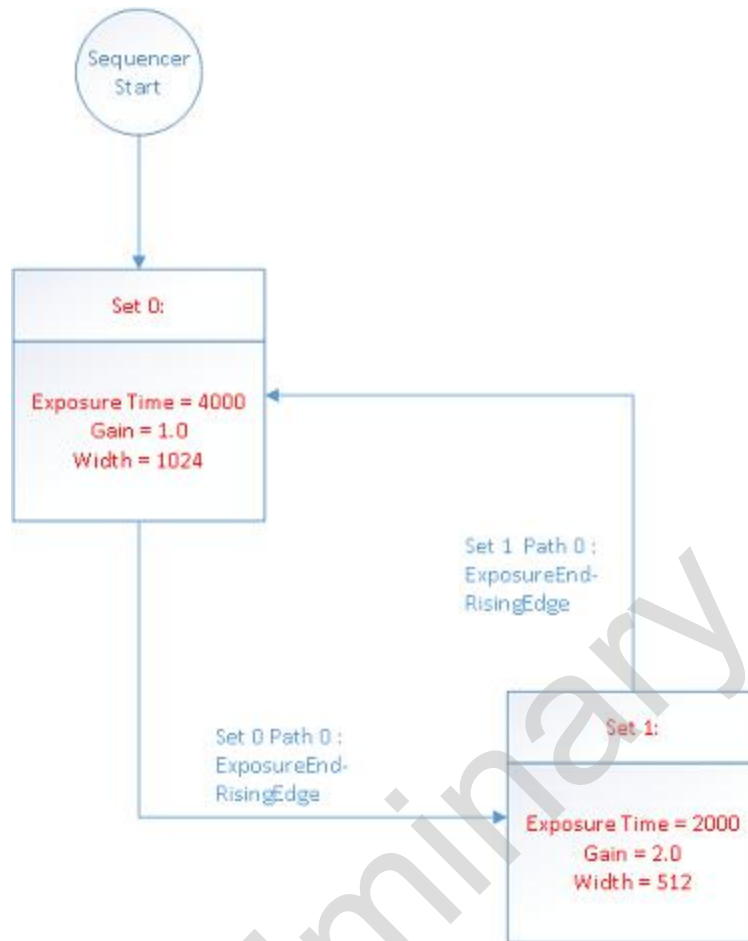 Sequencer
Start
Set 0:
Exposure Time = 4000
Gain = 1.0
Width = 1024
Set 1 Path 0 :
ExposureEnd-
RisingEdge
Set 0 Path 0 :
ExposureEnd-
RisingEdge
Set 1:
Exposure Time = 2000
Gain = 2.0
Width = 512
iminary